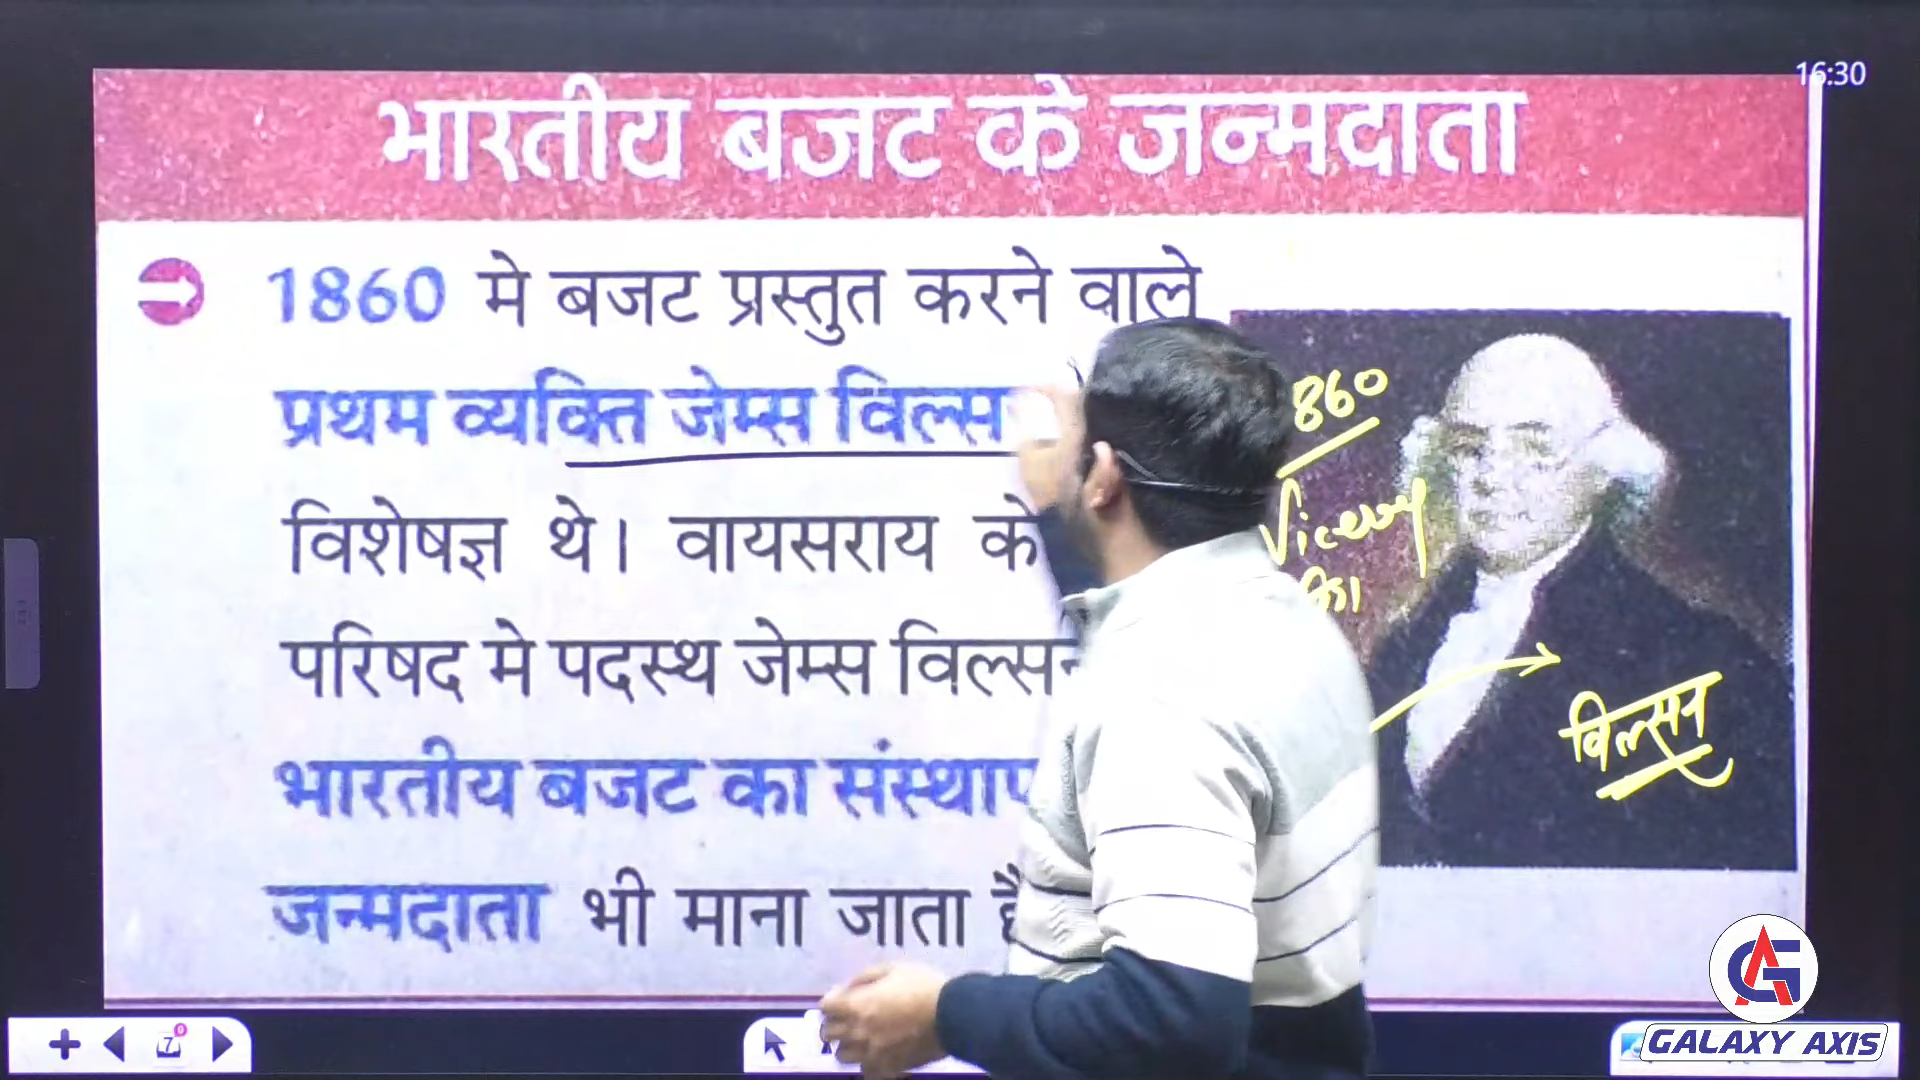 16:30
भारतीय बजट के जन्मदाता
1860 मे बजट प्रस्तुत करने वाले
प्रथम व्यक्ति जेम्स
विशेषज्ञ थे। वायसराय
परिषद मे पदस्थ जेम्स विल्सन
भारतीय बजट का
जन्मदाता भी माना जाता है
860
Viceroy
का
विल्सन
7
GALAXY AXIS